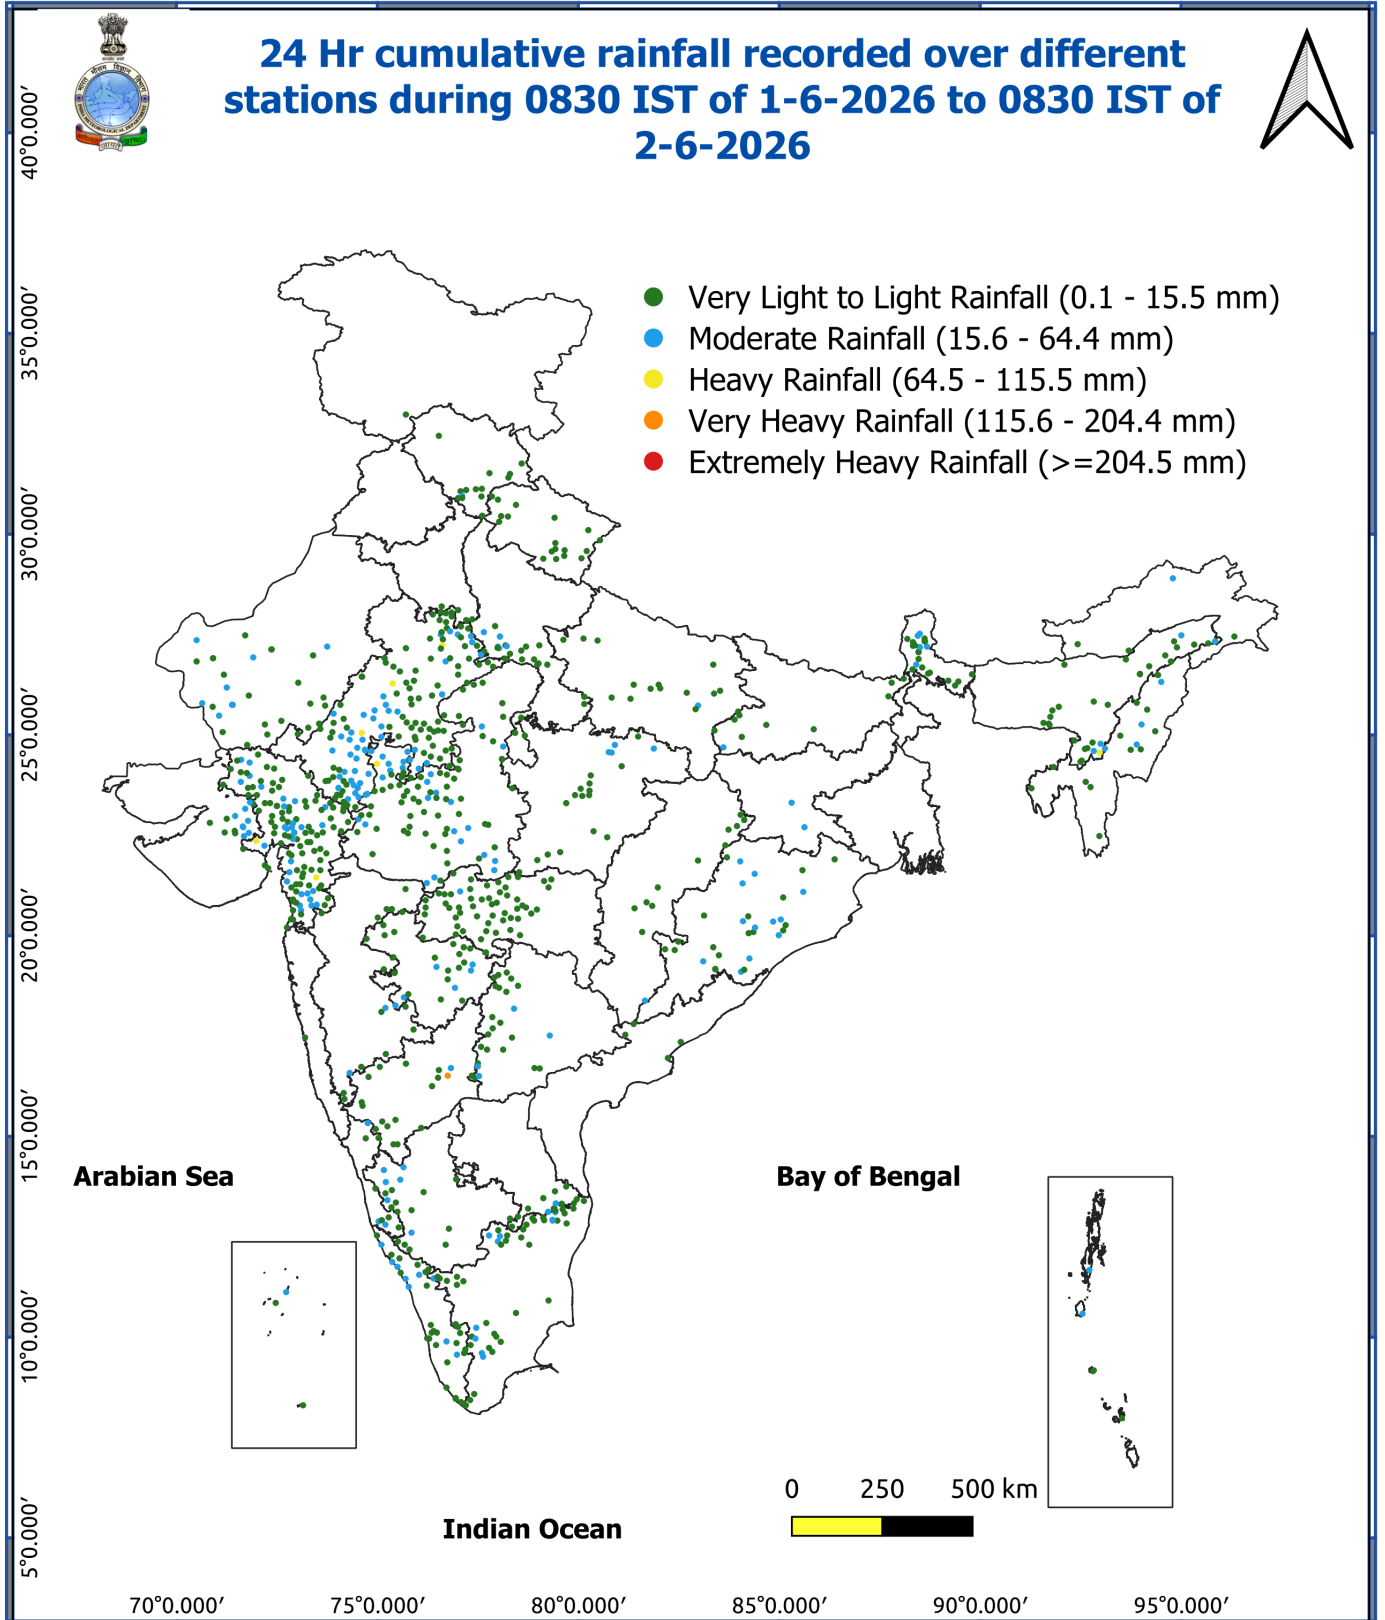 24 Hr cumulative rainfall recorded over different
stations during 0830 IST of 1-6-2026 to 0830 IST of
2-6-2026
Very Light to Light Rainfall (0.1 - 15.5 mm)
Moderate Rainfall (15.6 - 64.4 mm)
Heavy Rainfall (64.5 - 115.5 mm)
Very Heavy Rainfall (115.6 - 204.4 mm)
Extremely Heavy Rainfall (>=204.5 mm)
40°0.000′
35°0.000′
30°0.000′
25°0.000′
20°0.000′
15°0.000′
10°0.000′
5°0.000′
Arabian Sea
Bay of Bengal
Indian Ocean
0 250 500 km
70°0.000′ 75°0.000′ 80°0.000′ 85°0.000′ 90°0.000′ 95°0.000′